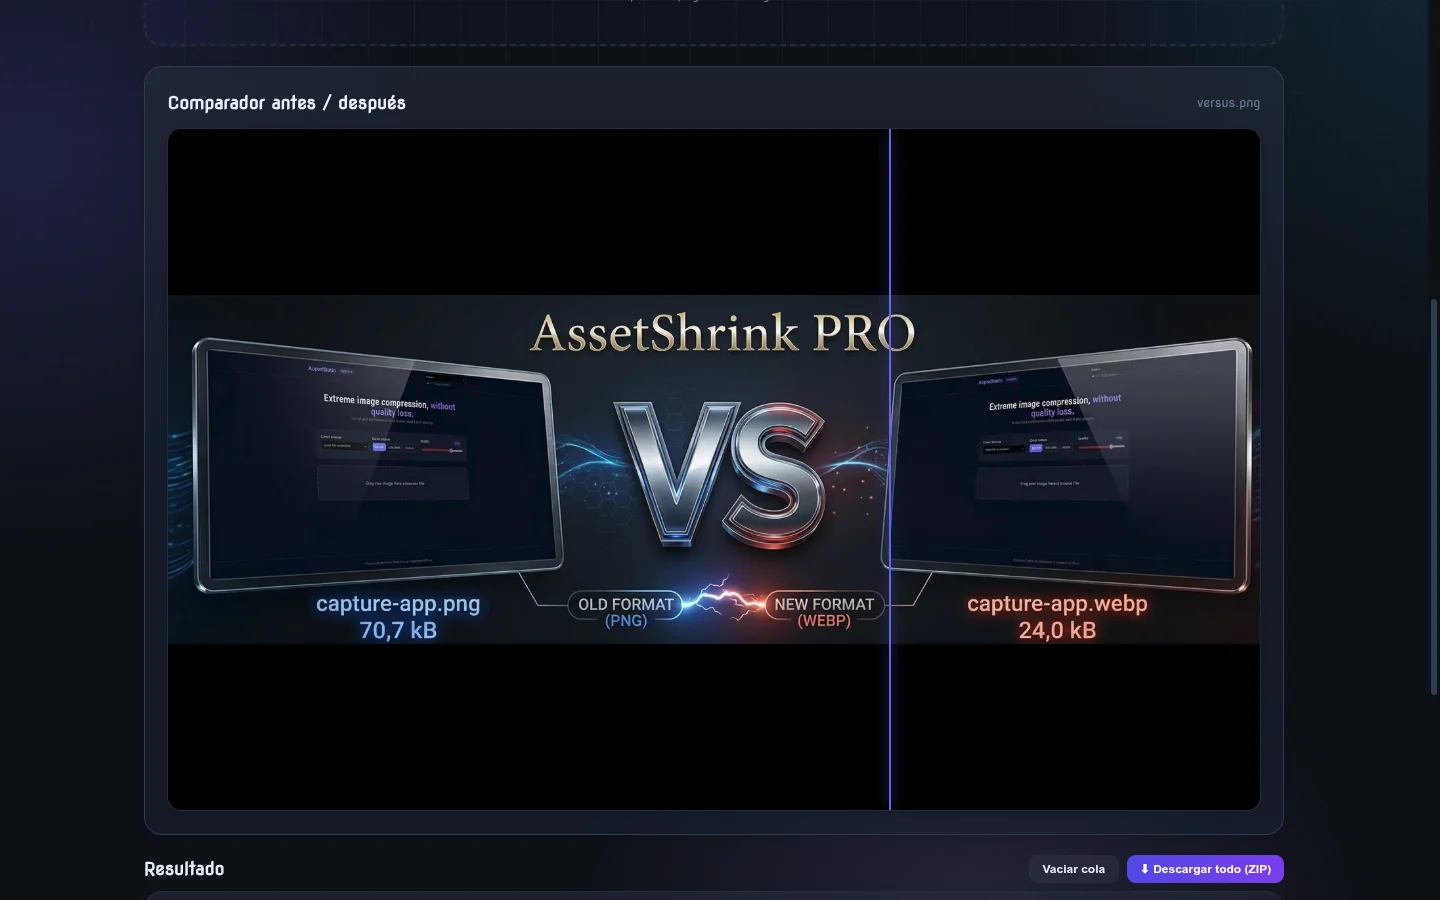 Comparador antes / después
versus.png
AssetShrink PRO
Extreme image compression, without
quality loss.
Extreme image compression, without
quality loss.
VS
OLD FORMAT
(PNG)
NEW FORMAT
(WEBP)
capture-app.png
70,7 kB
capture-app.webp
24,0 kB
Resultado
Vaciar cola
⬇ Descargar todo (ZIP)